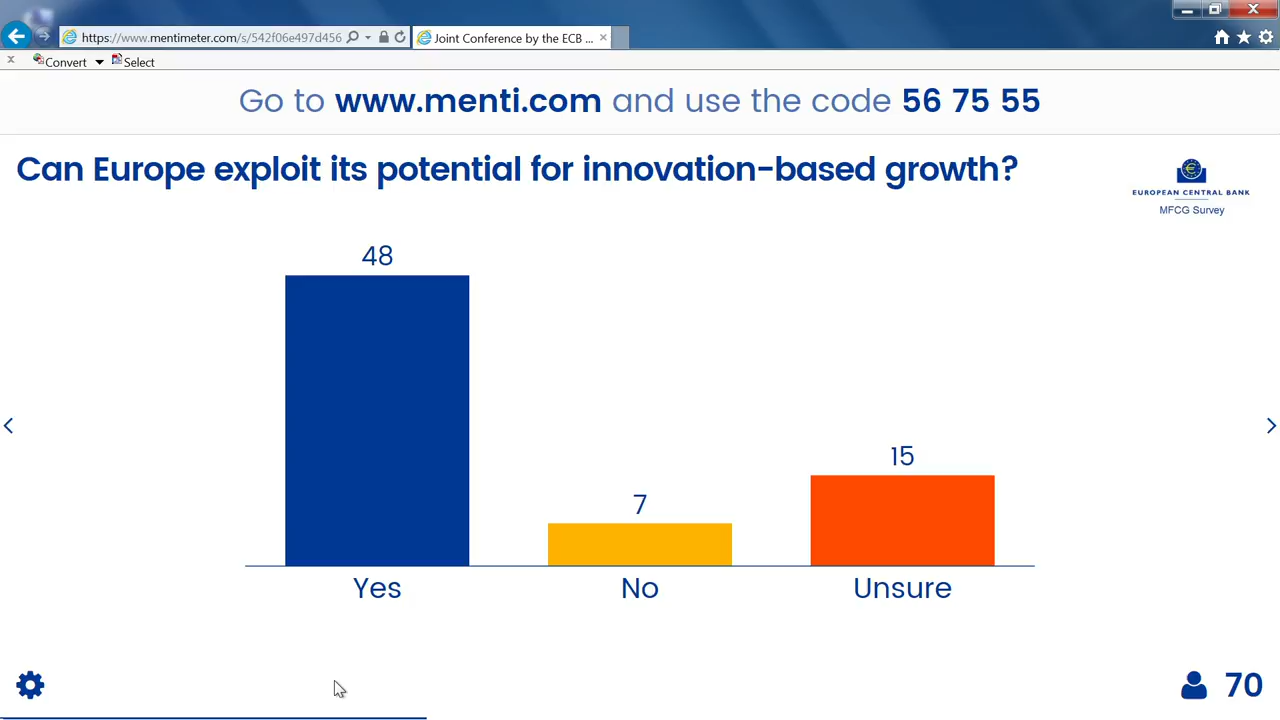 https://www.mentimeter.com/s/542f06e497d456
Joint Conference by the ECB ...
Convert
Select
Go to www.menti.com and use the code 56 75 55
Can Europe exploit its potential for innovation-based growth?
EUROPEAN CENTRAL BANK
MFCG Survey
48
7
15
Yes
No
Unsure
70